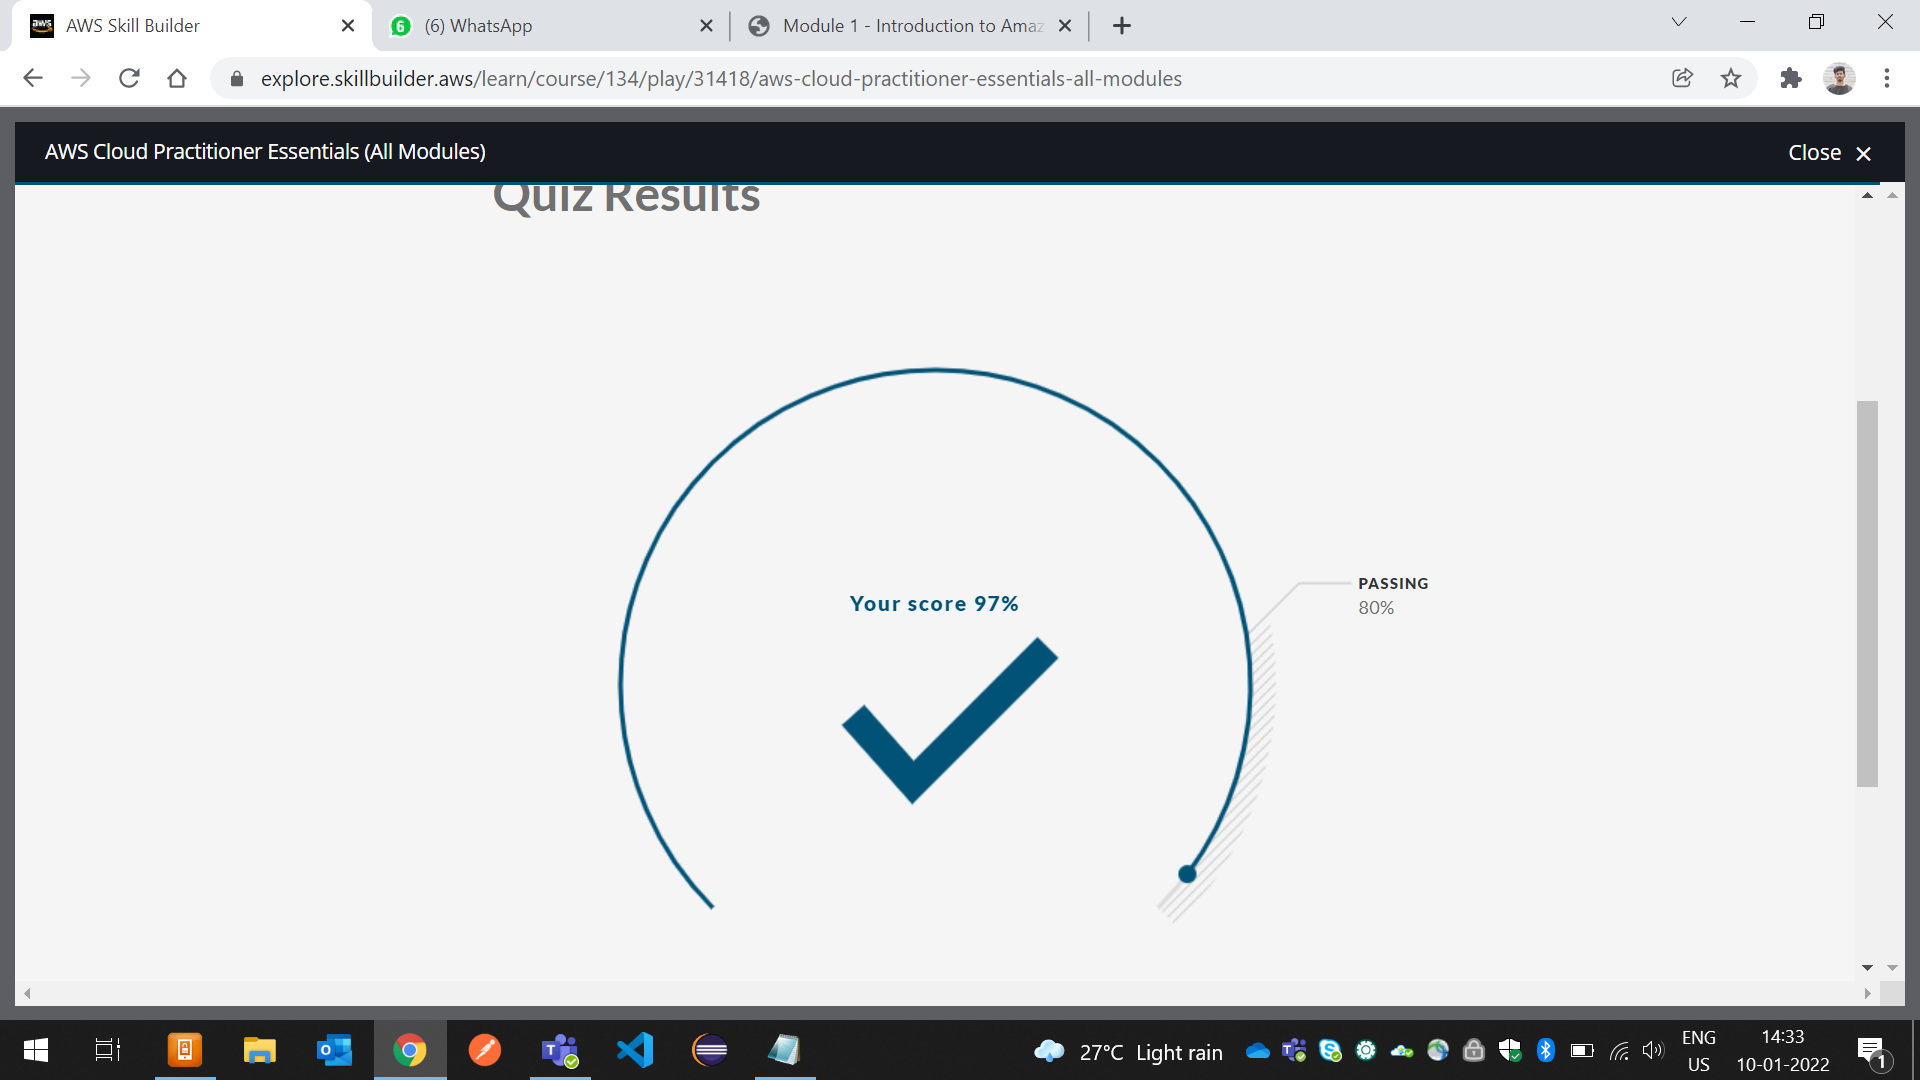 AWS Skill Builder
(6) WhatsApp
Module 1 - Introduction to Amaz
explore.skillbuilder.aws/learn/course/134/play/31418/aws-cloud-practitioner-essentials-all-modules
AWS Cloud Practitioner Essentials (All Modules)
Close
Quiz Results
PASSING
80%
Your score 97%
27°C Light rain
ENG
US
14:33
10-01-2022
1